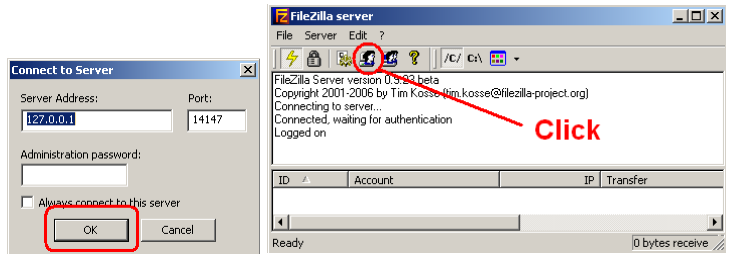 Connect to Server
Server Address:
Port:
127.0.0.1
14147
Administration password:
Always connect to this server
OK
Cancel
FileZilla server
File Server Edit ?
/C/ C:\
FileZilla Server version 0.9.23 beta
Copyright 2001-2006 by Tim Kosse (tim.kosse@filezilla-project.org)
Connecting to server...
Connected, waiting for authentication
Logged on
Click
ID Account IP Transfer
Ready
0 bytes receive